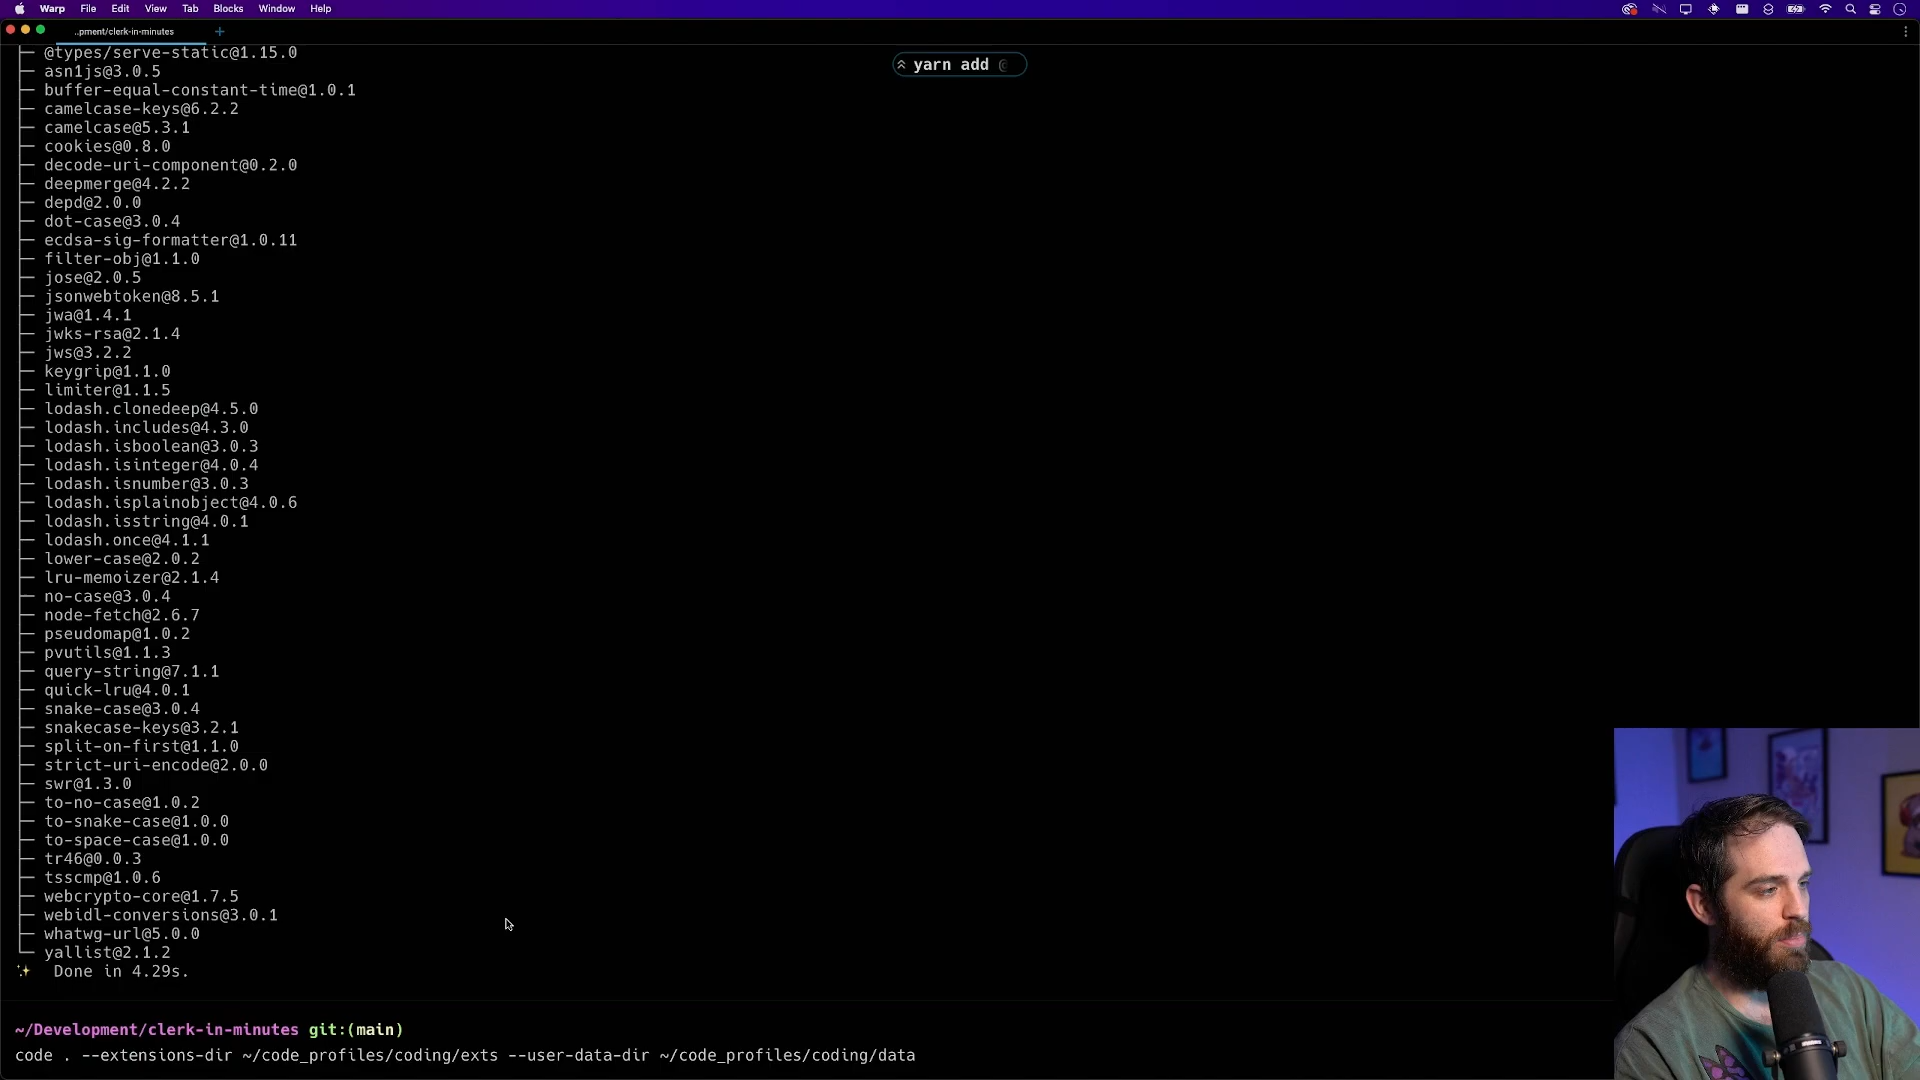 Warp File Edit View Tab Blocks Window Help
..pment/clerk-in-minutes +
yarn add @
@types/serve-static@1.15.0
asn1js@3.0.5
buffer-equal-constant-time@1.0.1
camelcase-keys@6.2.2
camelcase@5.3.1
cookies@0.8.0
decode-uri-component@0.2.0
deepmerge@4.2.2
depd@2.0.0
dot-case@3.0.4
ecdsa-sig-formatter@1.0.11
filter-obj@1.1.0
jose@2.0.5
jsonwebtoken@8.5.1
jwa@1.4.1
jwks-rsa@2.1.4
jws@3.2.2
keygrip@1.1.0
limiter@1.1.5
lodash.clonedeep@4.5.0
lodash.includes@4.3.0
lodash.isboolean@3.0.3
lodash.isinteger@4.0.4
lodash.isnumber@3.0.3
lodash.isplainobject@4.0.6
lodash.isstring@4.0.1
lodash.once@4.1.1
lower-case@2.0.2
lru-memoizer@2.1.4
no-case@3.0.4
node-fetch@2.6.7
pseudomap@1.0.2
pvutils@1.1.3
query-string@7.1.1
quick-lru@4.0.1
snake-case@3.0.4
snakecase-keys@3.2.1
split-on-first@1.1.0
strict-uri-encode@2.0.0
swr@1.3.0
to-no-case@1.0.2
to-snake-case@1.0.0
to-space-case@1.0.0
tr46@0.0.3
tsscmp@1.0.6
webcrypto-core@1.7.5
webidl-conversions@3.0.1
whatwg-url@5.0.0
yallist@2.1.2
✨ Done in 4.29s.
~/Development/clerk-in-minutes git:(main)
code . --extensions-dir ~/code_profiles/coding/exts --user-data-dir ~/code_profiles/coding/data